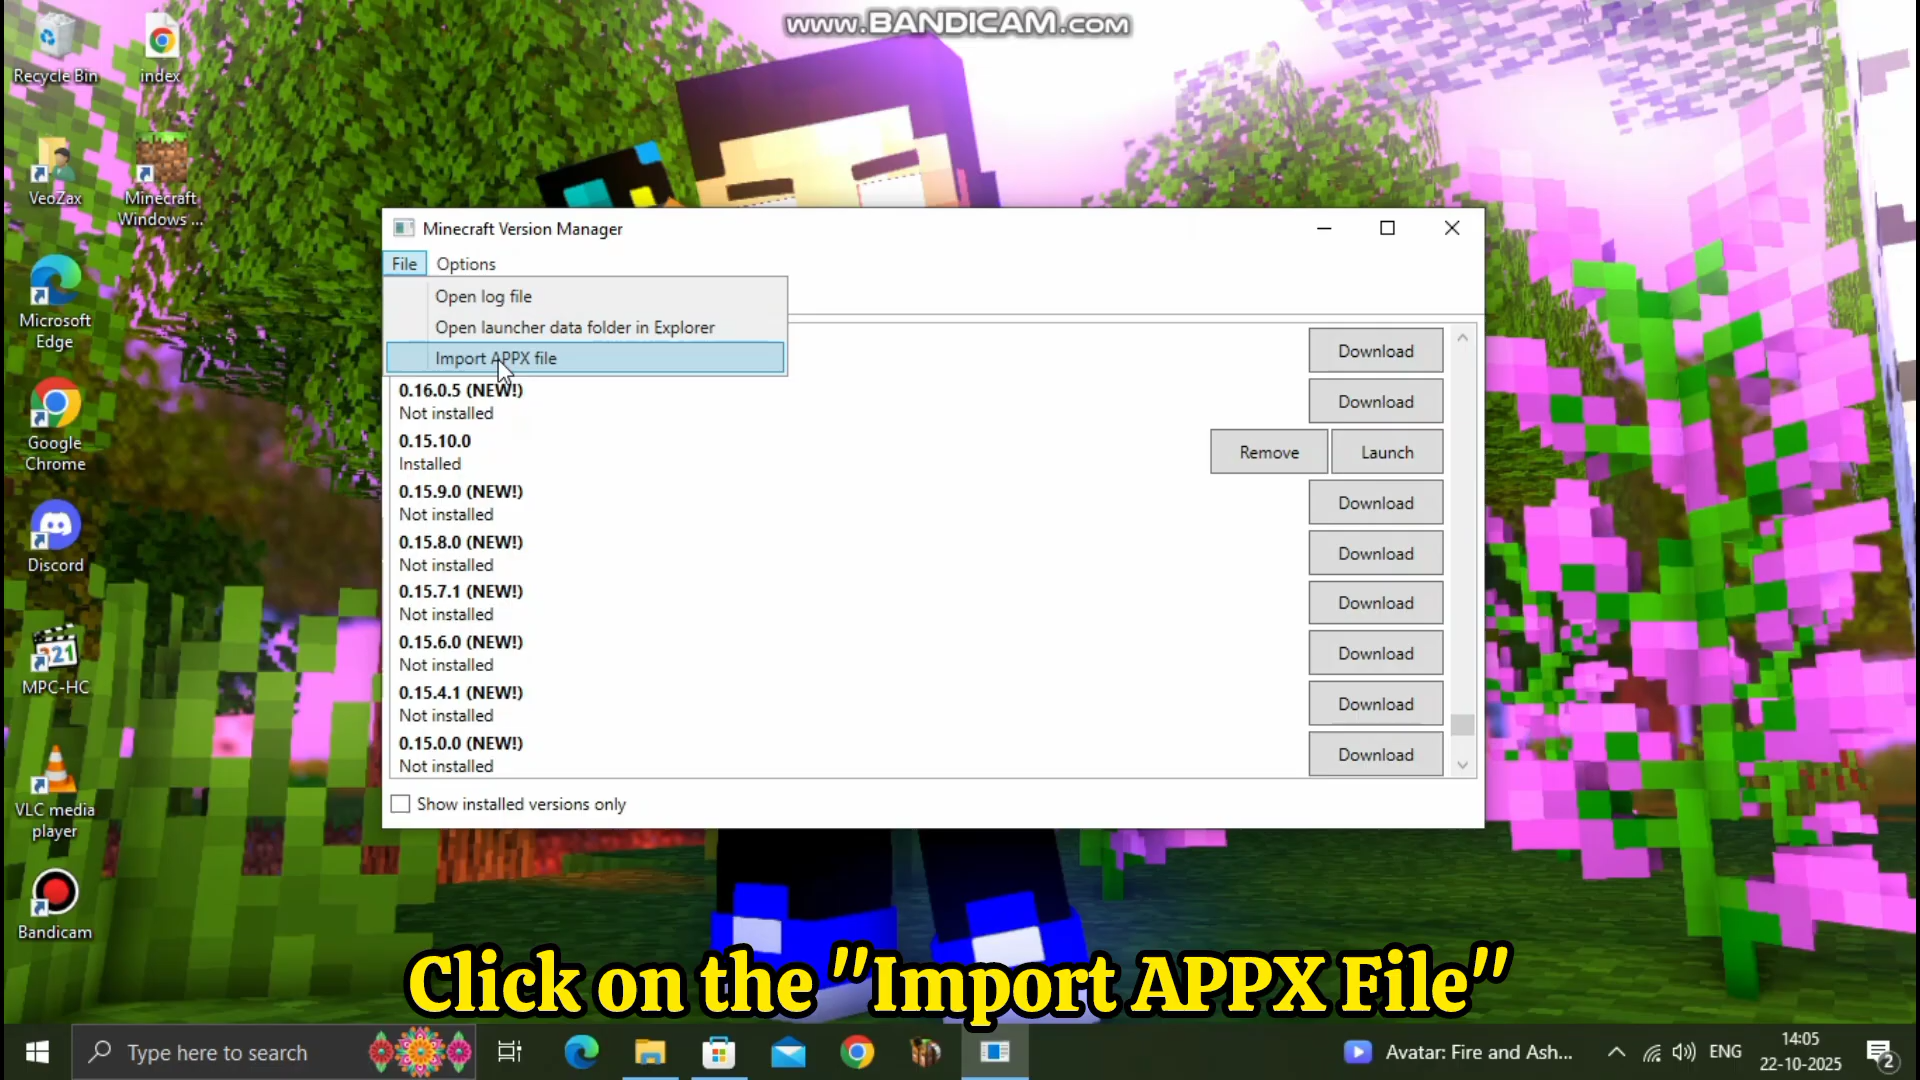 www.BANDICAM.com
Recycle Bin
index
VeoZax
Minecraft
Windows ...
Microsoft
Edge
Google
Chrome
Discord
321
MPC-HC
VLC media
player
Bandicam
Minecraft Version Manager
File
Options
Open log file
Open launcher data folder in Explorer
Import APPX file
Download
0.16.0.5 (NEW!)
Not installed
Download
0.15.10.0
Installed
Remove
Launch
0.15.9.0 (NEW!)
Not installed
Download
0.15.8.0 (NEW!)
Not installed
Download
0.15.7.1 (NEW!)
Not installed
Download
0.15.6.0 (NEW!)
Not installed
Download
0.15.4.1 (NEW!)
Not installed
Download
0.15.0.0 (NEW!)
Not installed
Download
Show installed versions only
Click on the "Import APPX File"
Type here to search
Avatar: Fire and Ash...
ENG
14:05
22-10-2025
2